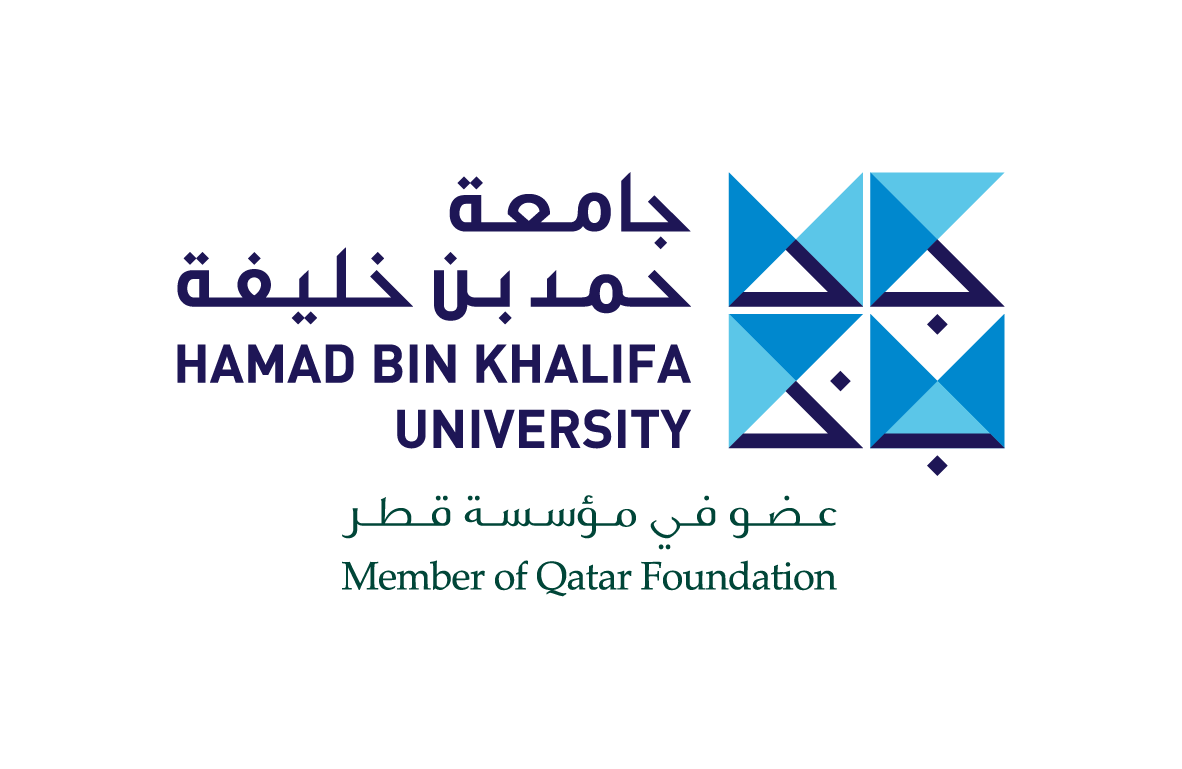 جامعة
حمد بن خليفة
HAMAD BIN KHALIFA
UNIVERSITY
عضو في مؤسسة قطر
Member of Qatar Foundation